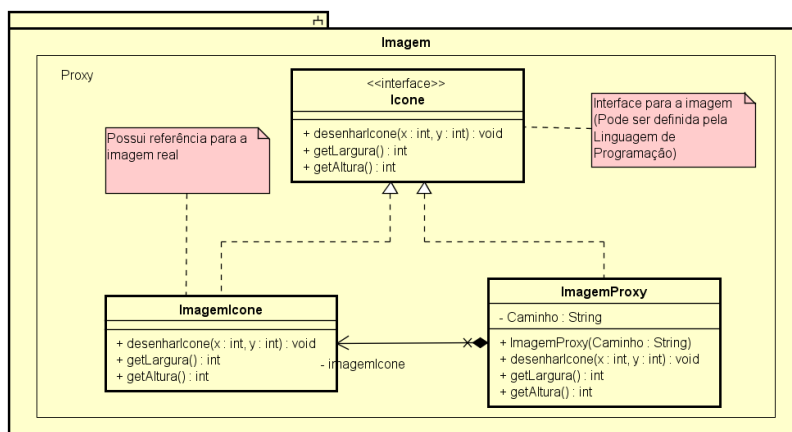 Imagem
Proxy
<<interface>>
Icone
+ desenharIcone(x : int, y : int) : void
+ getLargura() : int
+ getAltura() : int
Interface para a imagem
(Pode ser definida pela
Linguagem de
Programação)
Possui referência para a
imagem real
ImagemIcone
+ desenharIcone(x : int, y : int) : void
+ getLargura() : int
+ getAltura() : int
- imagemIcone
ImagemProxy
- Caminho : String
+ ImagemProxy(Caminho : String)
+ desenharIcone(x : int, y : int) : void
+ getLargura() : int
+ getAltura() : int